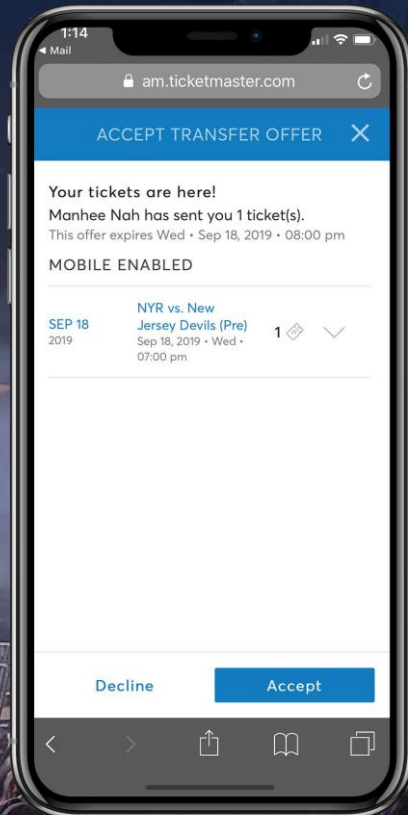 1:14
Mail
am.ticketmaster.com
ACCEPT TRANSFER OFFER
Your tickets are here!
Manhee Nah has sent you 1 ticket(s).
This offer expires Wed • Sep 18, 2019 • 08:00 pm
MOBILE ENABLED
SEP 18
2019
NYR vs. New
Jersey Devils (Pre)
Sep 18, 2019 • Wed •
07:00 pm
1
Decline
Accept